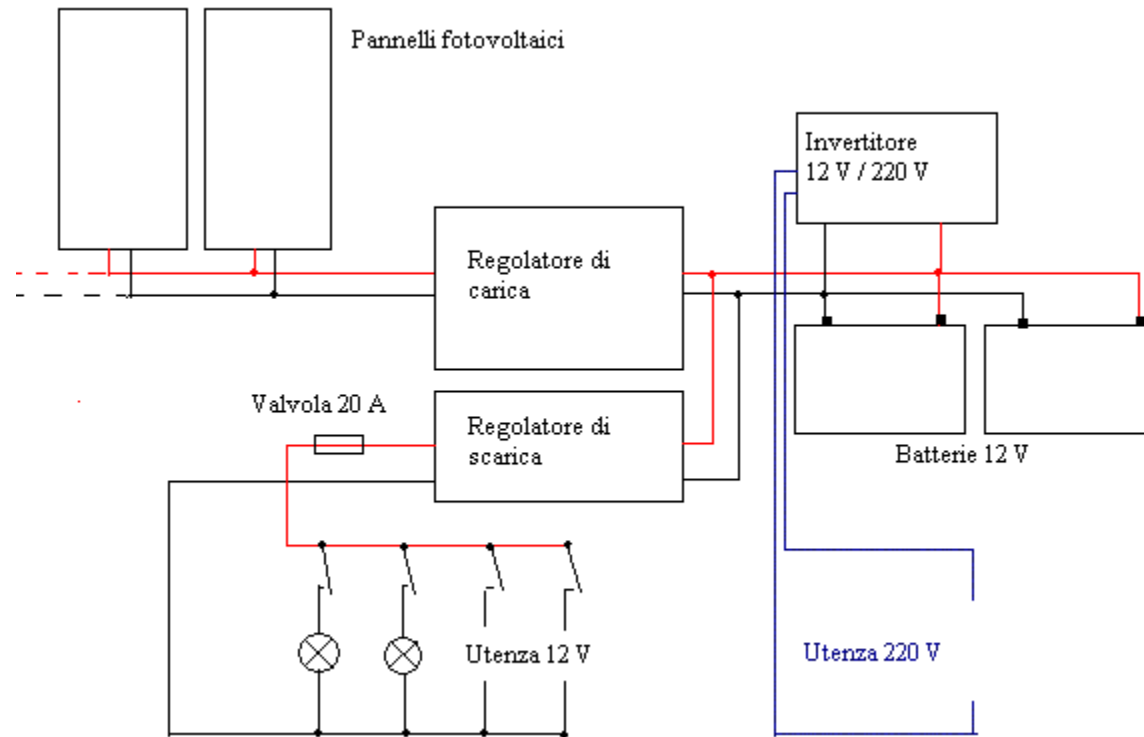 Pannelli fotovoltaici
Invertitore
12 V / 220 V
Regolatore di
carica
Valvola 20 A
Regolatore di
scarica
Batterie 12 V
Utenza 12 V
Utenza 220 V